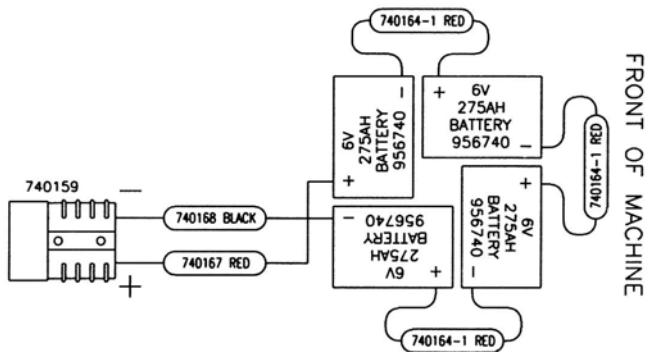 740164-1 RED
6V
275AH
BATTERY
956740
+
-
+
6V
275AH
BATTERY
956740
-
740164-1 RED
FRONT OF MACHINE
740159
-
+
740168 BLACK
740167 RED
-
6V
275AH
BATTERY
956740
+
+
6V
275AH
BATTERY
956740
-
740164-1 RED